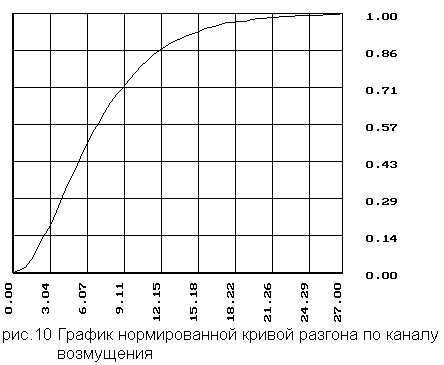 1.00
0.86
0.71
0.57
0.43
0.29
0.14
0.00
0.00 3.04 6.07 9.11 12.15 15.18 18.22 21.26 24.29 27.00
рис.10 График нормированной кривой разгона по каналу
возмущения